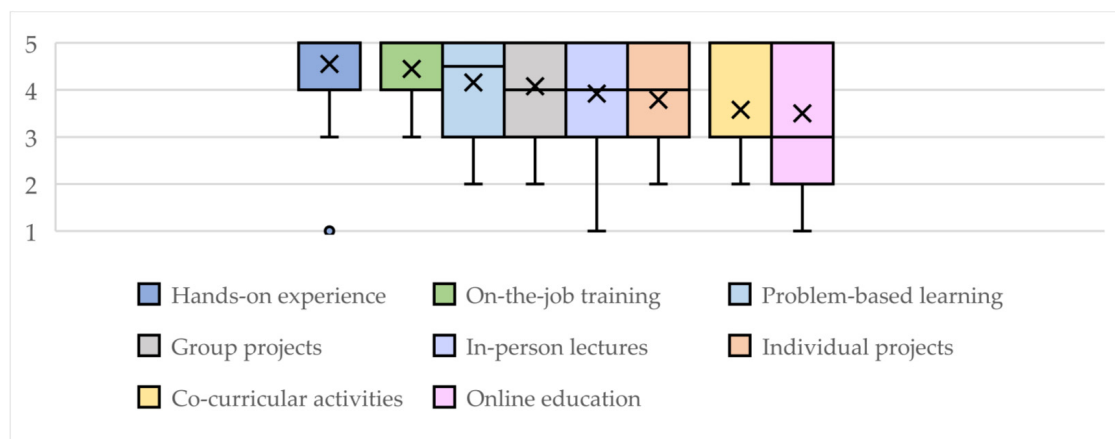 5
4
3
2
1
Hands-on experience On-the-job training Problem-based learning
Group projects In-person lectures Individual projects
Co-curricular activities Online education